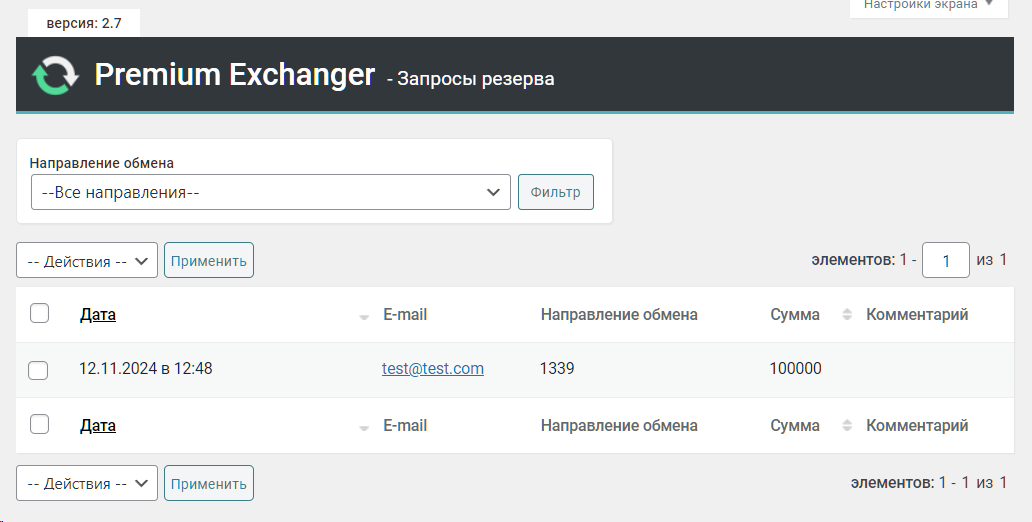 Настройки экрана
версия: 2.7
Premium Exchanger - Запросы резерва
Направление обмена
--Все направления-- Фильтр
-- Действия -- Применить элементов: 1 - 1 из 1
Дата E-mail Направление обмена Сумма Комментарий
12.11.2024 в 12:48 test@test.com 1339 100000
Дата E-mail Направление обмена Сумма Комментарий
-- Действия -- Применить элементов: 1 - 1 из 1